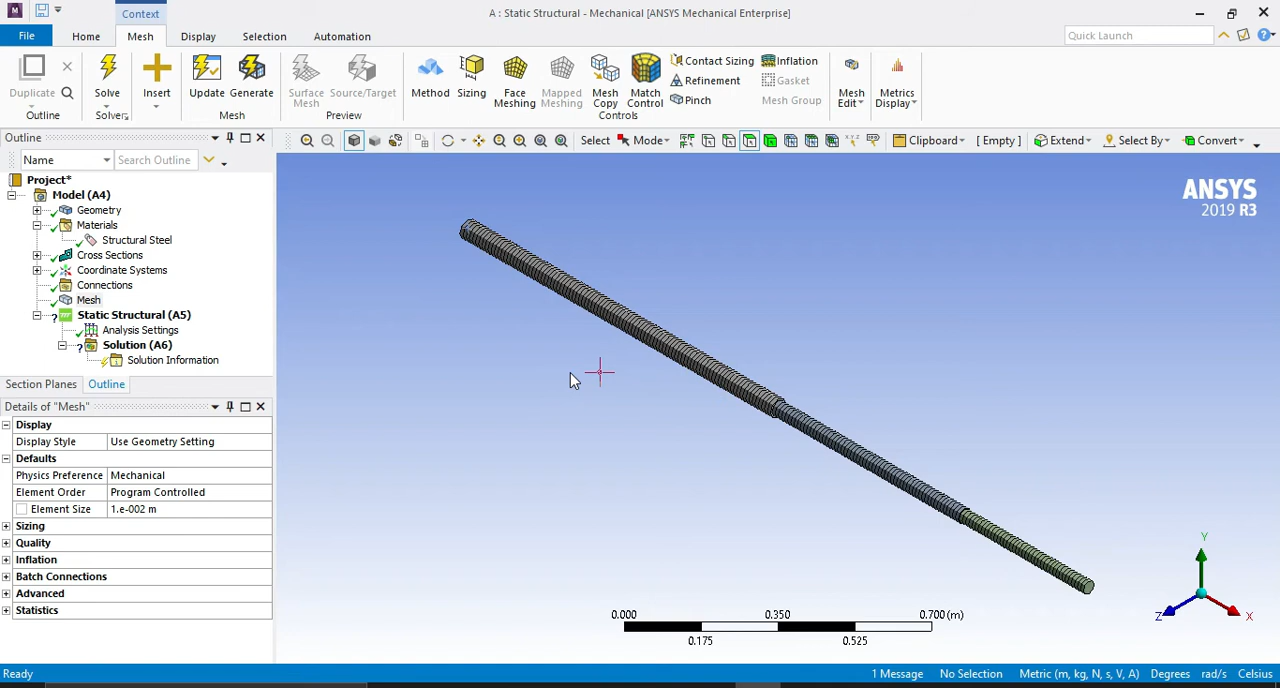 A : Static Structural - Mechanical [ANSYS Mechanical Enterprise]
Context
File Home Mesh Display Selection Automation Quick Launch
Duplicate Solve Insert Update Generate Surface Mesh Source/Target Method Sizing Face Meshing Mapped Meshing Mesh Copy Match Control Contact Sizing Refinement Pinch Inflation Gasket Mesh Group Mesh Edit Metrics Display
Outline Solver Mesh Preview Controls
Outline
Select Mode Clipboard [ Empty ] Extend Select By Convert
Name Search Outline
Project*
Model (A4)
Geometry
Materials
Structural Steel
Cross Sections
Coordinate Systems
Connections
Mesh
Static Structural (A5)
Analysis Settings
Solution (A6)
Solution Information
Section Planes Outline
Details of "Mesh"
Display
Display Style Use Geometry Setting
Defaults
Physics Preference Mechanical
Element Order Program Controlled
Element Size 1.e-002 m
Sizing
Quality
Inflation
Batch Connections
Advanced
Statistics
ANSYS
2019 R3
Y
Z X
0.000 0.350 0.700 (m)
0.175 0.525
Ready 1 Message No Selection Metric (m, kg, N, s, V, A) Degrees rad/s Celsius